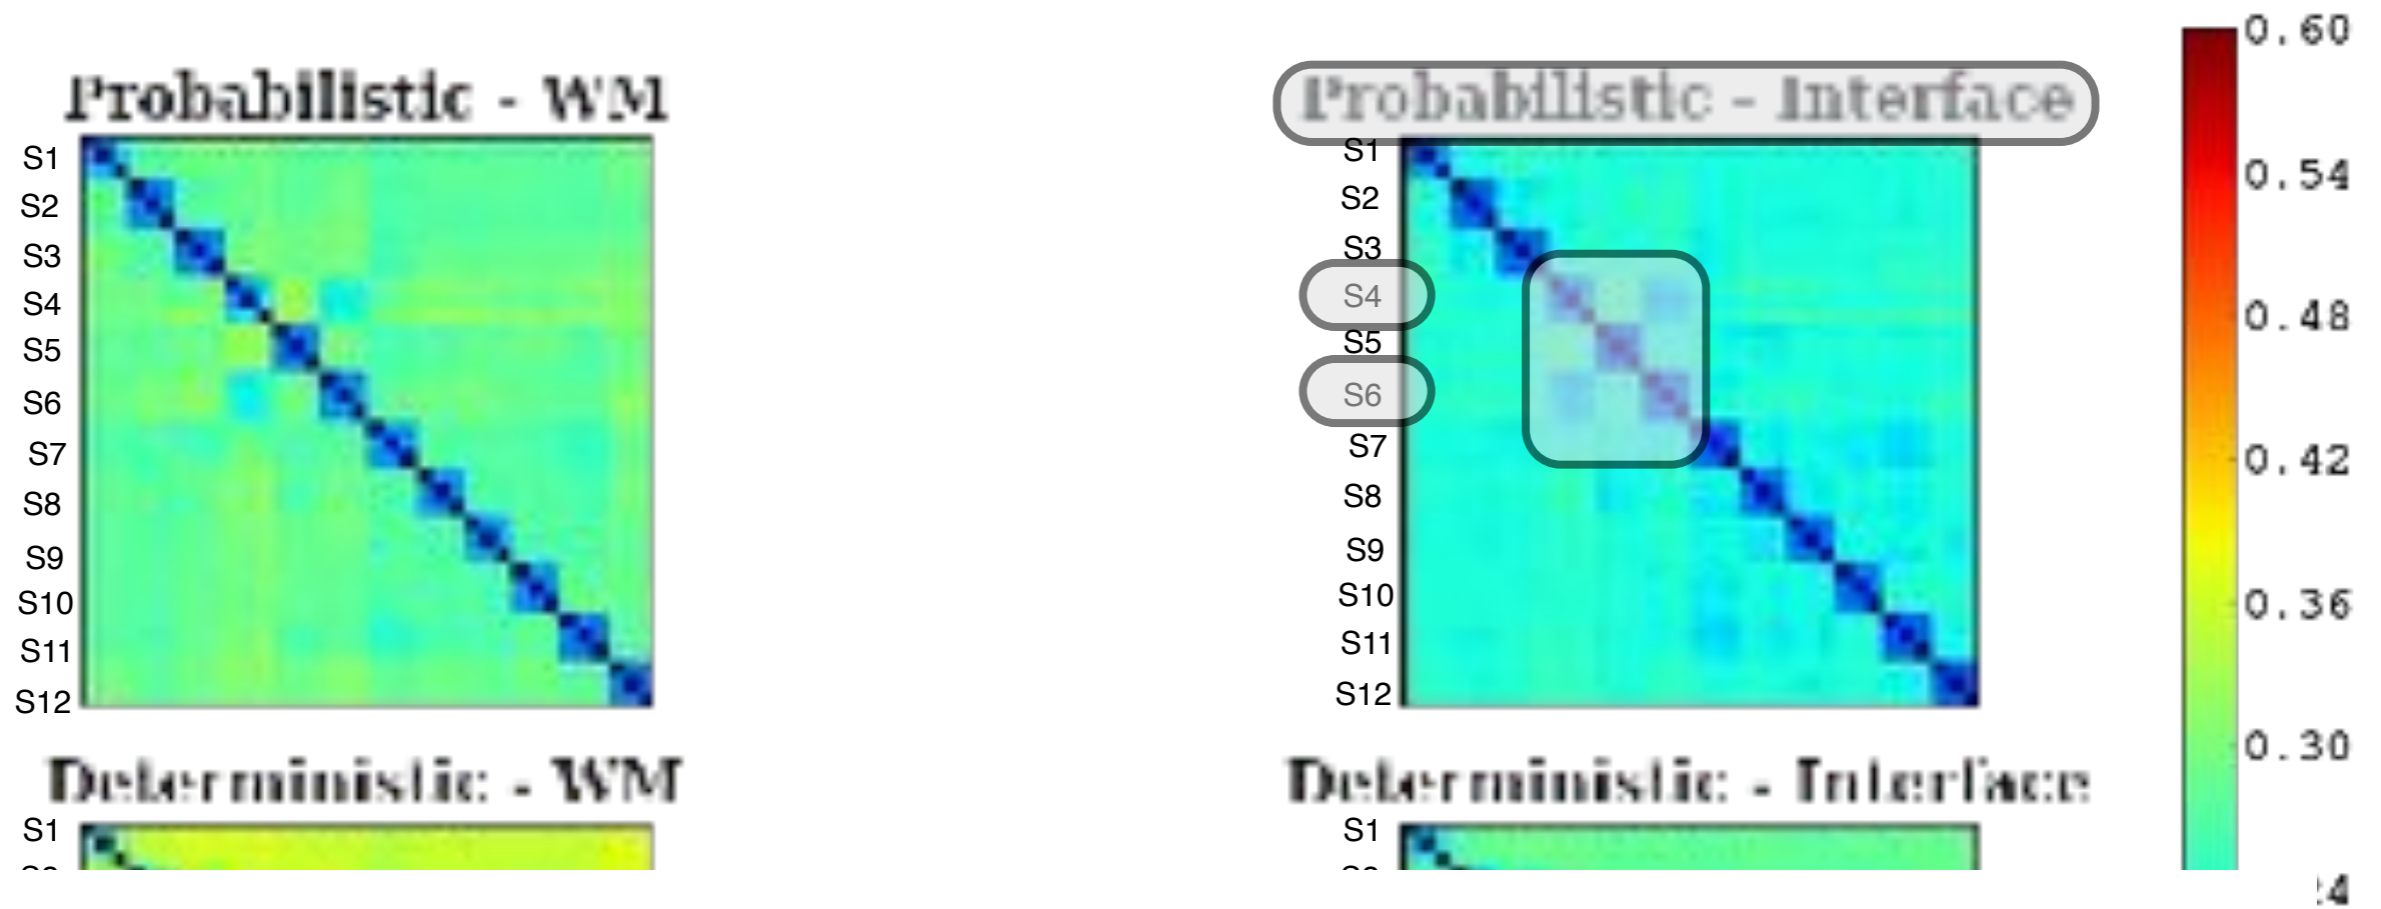 Probabilistic - WM
S1
S2
S3
S4
S5
S6
S7
S8
S9
S10
S11
S12
Probabilistic - Interface
S1
S2
S3
S4
S5
S6
S7
S8
S9
S10
S11
S12
0.60
0.54
0.48
0.42
0.36
0.30
Deterministic - WM
S1
Deterministic - Interface
S1